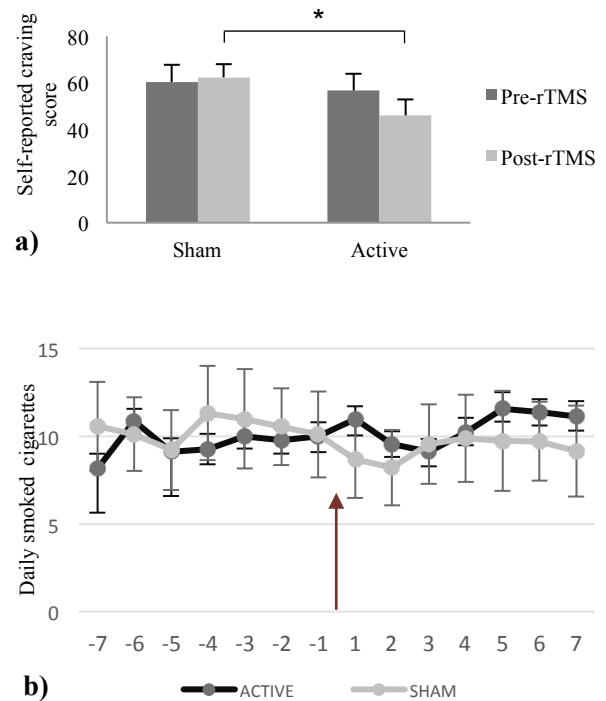 *
80
60
40
20
0
Self-reported craving
score
Pre-rTMS
Post-rTMS
Sham
Active
a)
15
10
5
0
Daily smoked cigarettes
-7 -6 -5 -4 -3 -2 -1 1 2 3 4 5 6 7
b)
ACTIVE
SHAM